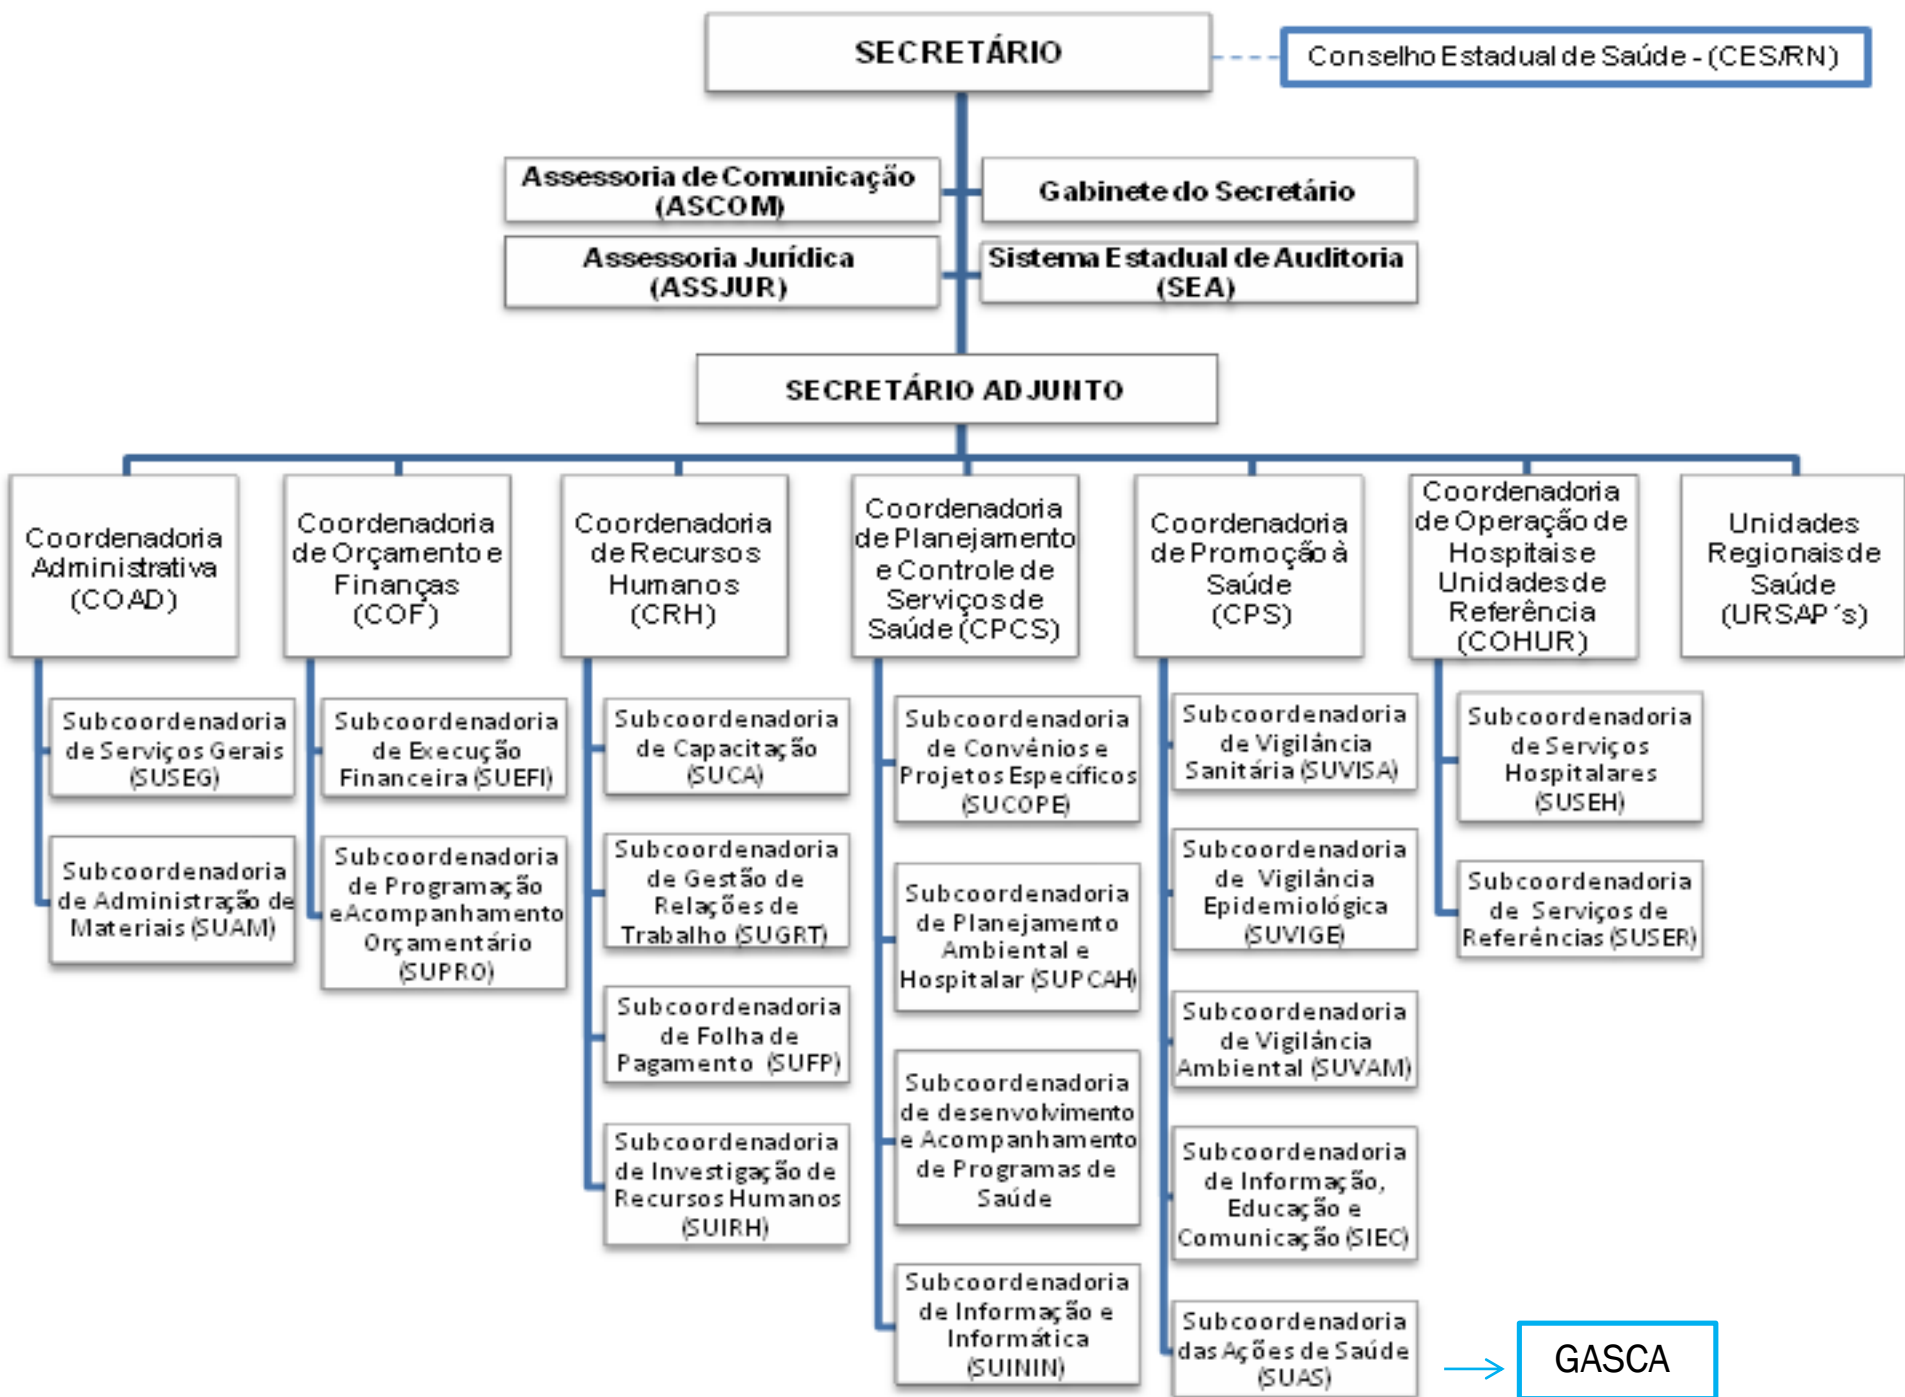 SECRETÁRIO
Conselho Estadual de Saúde - (CES/RN)
Assessoria de Comunicação
(ASCOM)
Gabinete do Secretário
Assessoria Jurídica
(ASSJUR)
Sistema Estadual de Auditoria
(SEA)
SECRETÁRIO ADJUNTO
Coordenadoria
Administrativa
(COAD)
Coordenadoria
de Orçamento e
Finanças
(COF)
Coordenadoria
de Recursos
Humanos
(CRH)
Coordenadoria
de Planejamento
e Controle de
Serviços de
Saúde (CPCS)
Coordenadoria
de Promoção à
Saúde
(CPS)
Coordenadoria
de Operação de
Hospitais e
Unidades de
Referência
(COHUR)
Unidades
Regionais de
Saúde
(URSAP´s)
Subcoordenadoria
de Serviços Gerais
(SUSEG)
Subcoordenadoria
de Administração de
Materiais (SUAM)
Subcoordenadoria
de Execução
Financeira (SUEFI)
Subcoordenadoria
de Programação
e Acompanhamento
Orçamentário
(SUPRO)
Subcoordenadoria
de Capacitação
(SUCA)
Subcoordenadoria
de Gestão de
Relações de
Trabalho (SUGRT)
Subcoordenadoria
de Folha de
Pagamento (SUFP)
Subcoordenadoria
de Investigação de
Recursos Humanos
(SUIRH)
Subcoordenadoria
de Convênios e
Projetos Específicos
(SUCOPE)
Subcoordenadoria
de Planejamento
Ambiental e
Hospitalar (SUPCAH)
Subcoordenadoria
de desenvolvimento
e Acompanhamento
de Programas de
Saúde
Subcoordenadoria
de Informação e
Informática
(SUININ)
Subcoordenadoria
de Vigilância
Sanitária (SUVISA)
Subcoordenadoria
de Vigilância
Epidemiológica
(SUVIGE)
Subcoordenadoria
de Vigilância
Ambiental (SUVAM)
Subcoordenadoria
de Informação,
Educação e
Comunicação (SIEC)
Subcoordenadoria
das Ações de Saúde
(SUAS)
GASCA
Subcoordenadoria
de Serviços
Hospitalares
(SUSEH)
Subcoordenadoria
de Serviços de
Referências (SUSER)